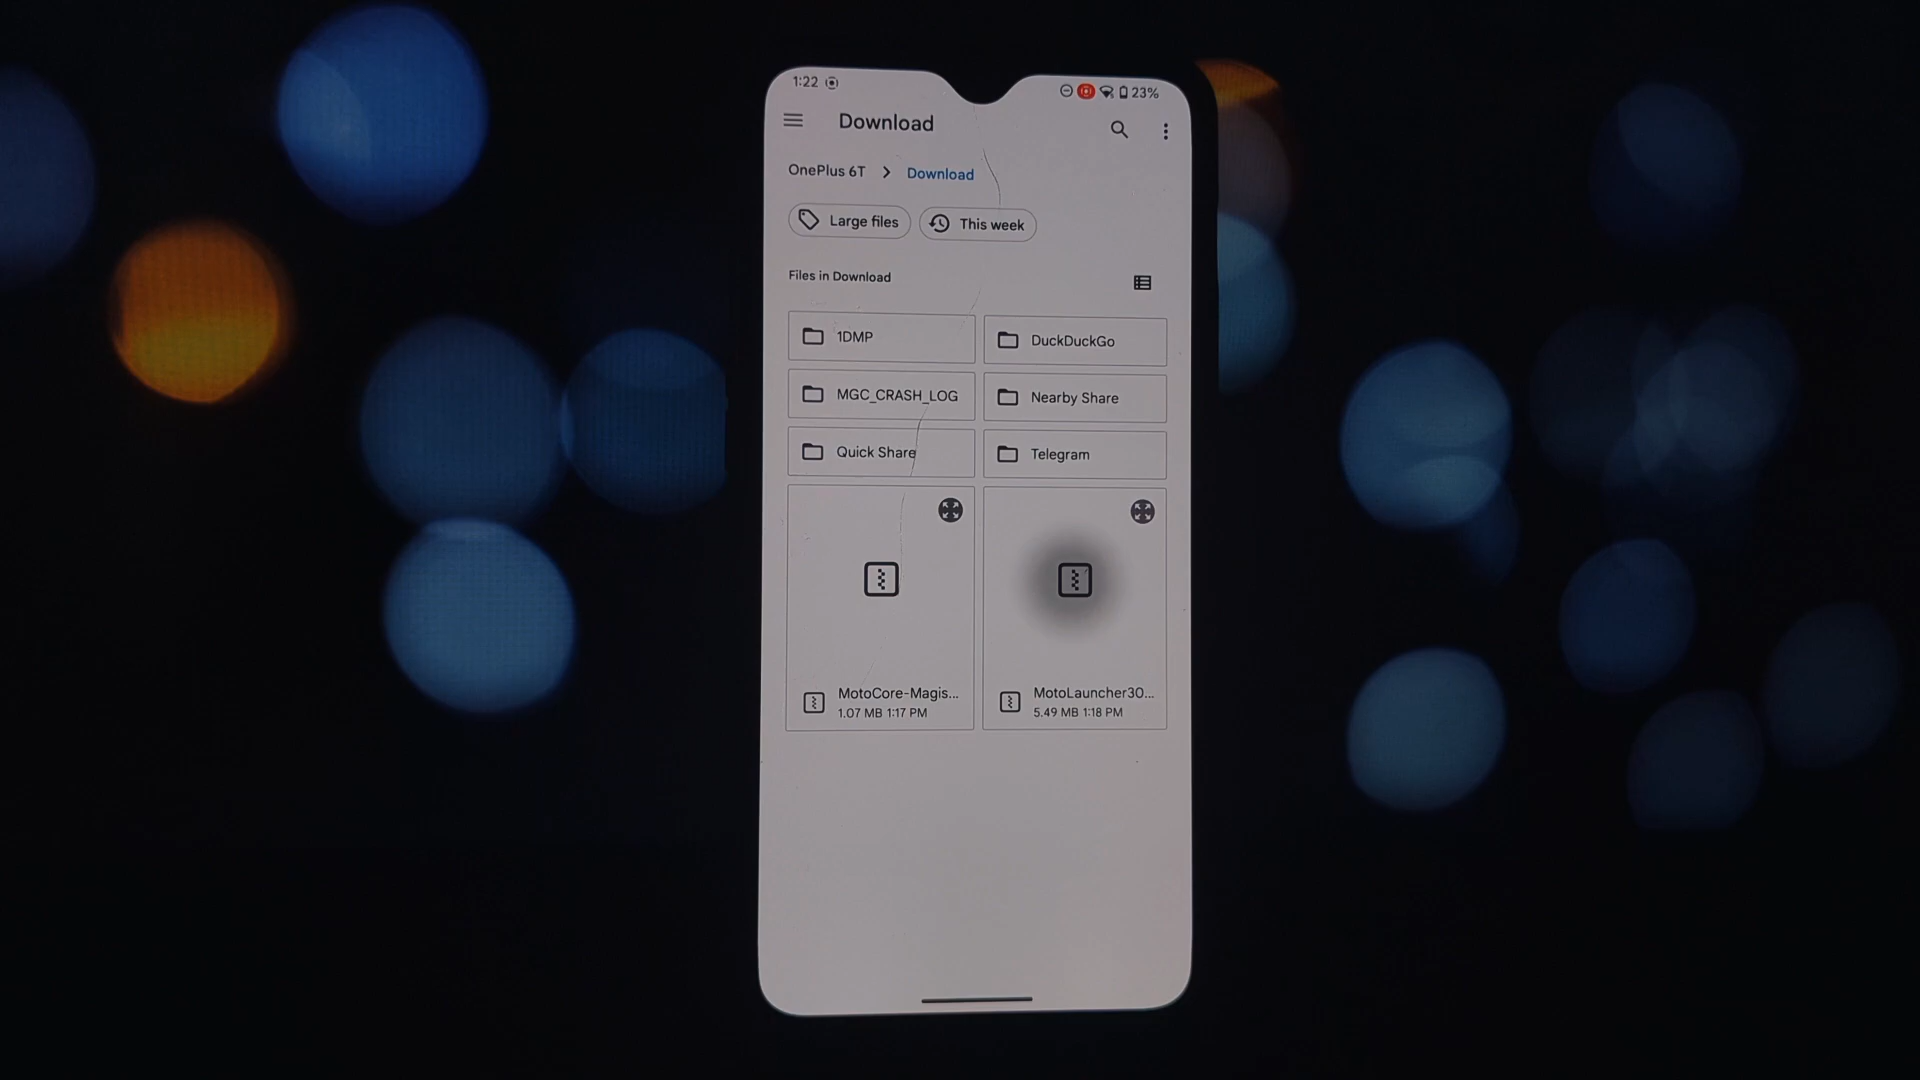 1:22
23%
Download
OnePlus 6T > Download
Large files
This week
Files in Download
1DMP
DuckDuckGo
MGC_CRASH_LOG
Nearby Share
Quick Share
Telegram
MotoCore-Magis...
1.07 MB 1:17 PM
MotoLauncher3O...
5.49 MB 1:18 PM